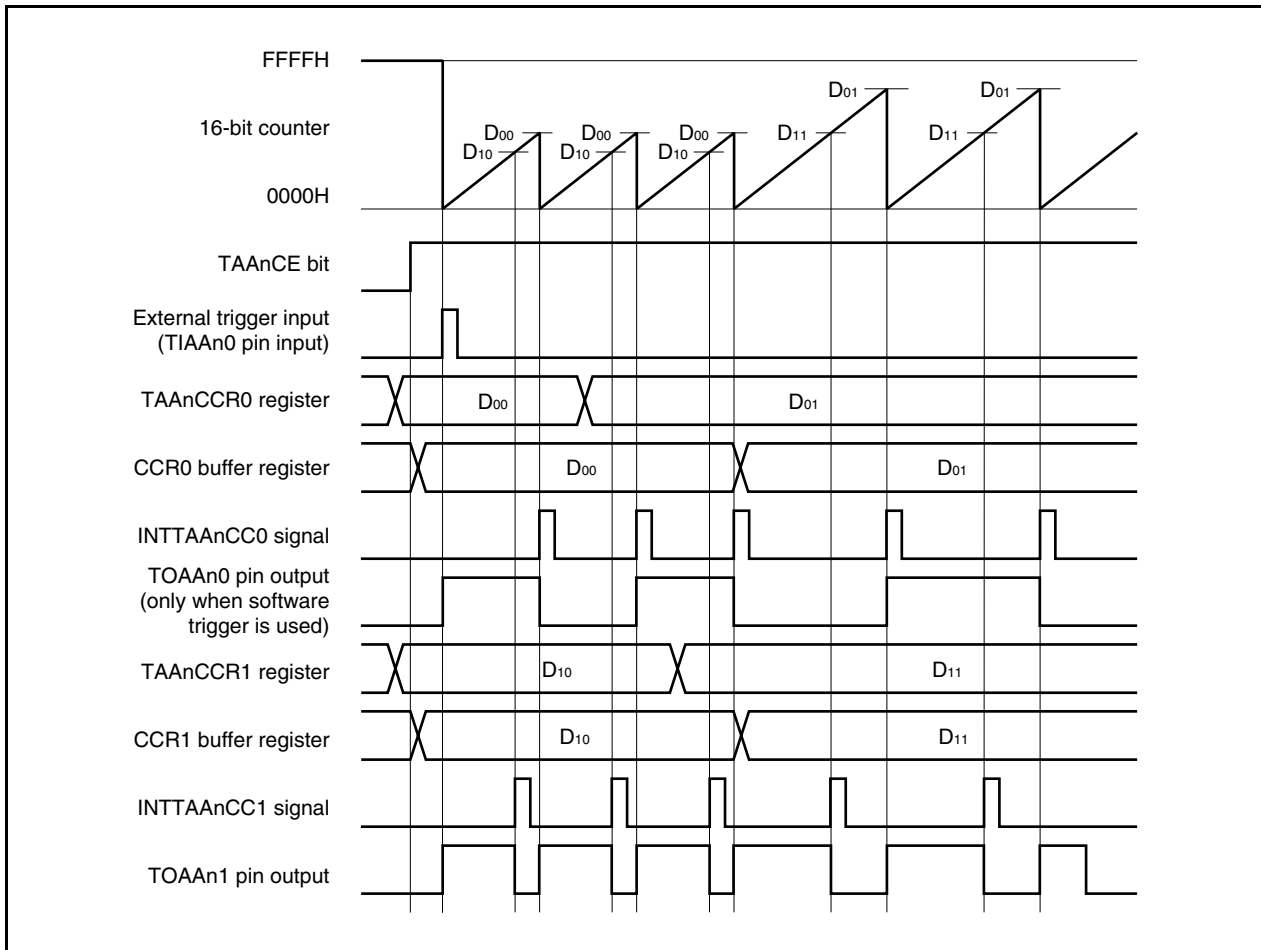 FFFFH
16-bit counter
0000H
D00 D00 D00 D01 D01
D10 D10 D10 D11 D11
TAAnCE bit
External trigger input
(TIAAn0 pin input)
TAAnCCR0 register
D00 D01
CCR0 buffer register
D00 D01
INTTAAnCC0 signal
TOAAn0 pin output
(only when software
trigger is used)
TAAnCCR1 register
D10 D11
CCR1 buffer register
D10 D11
INTTAAnCC1 signal
TOAAn1 pin output